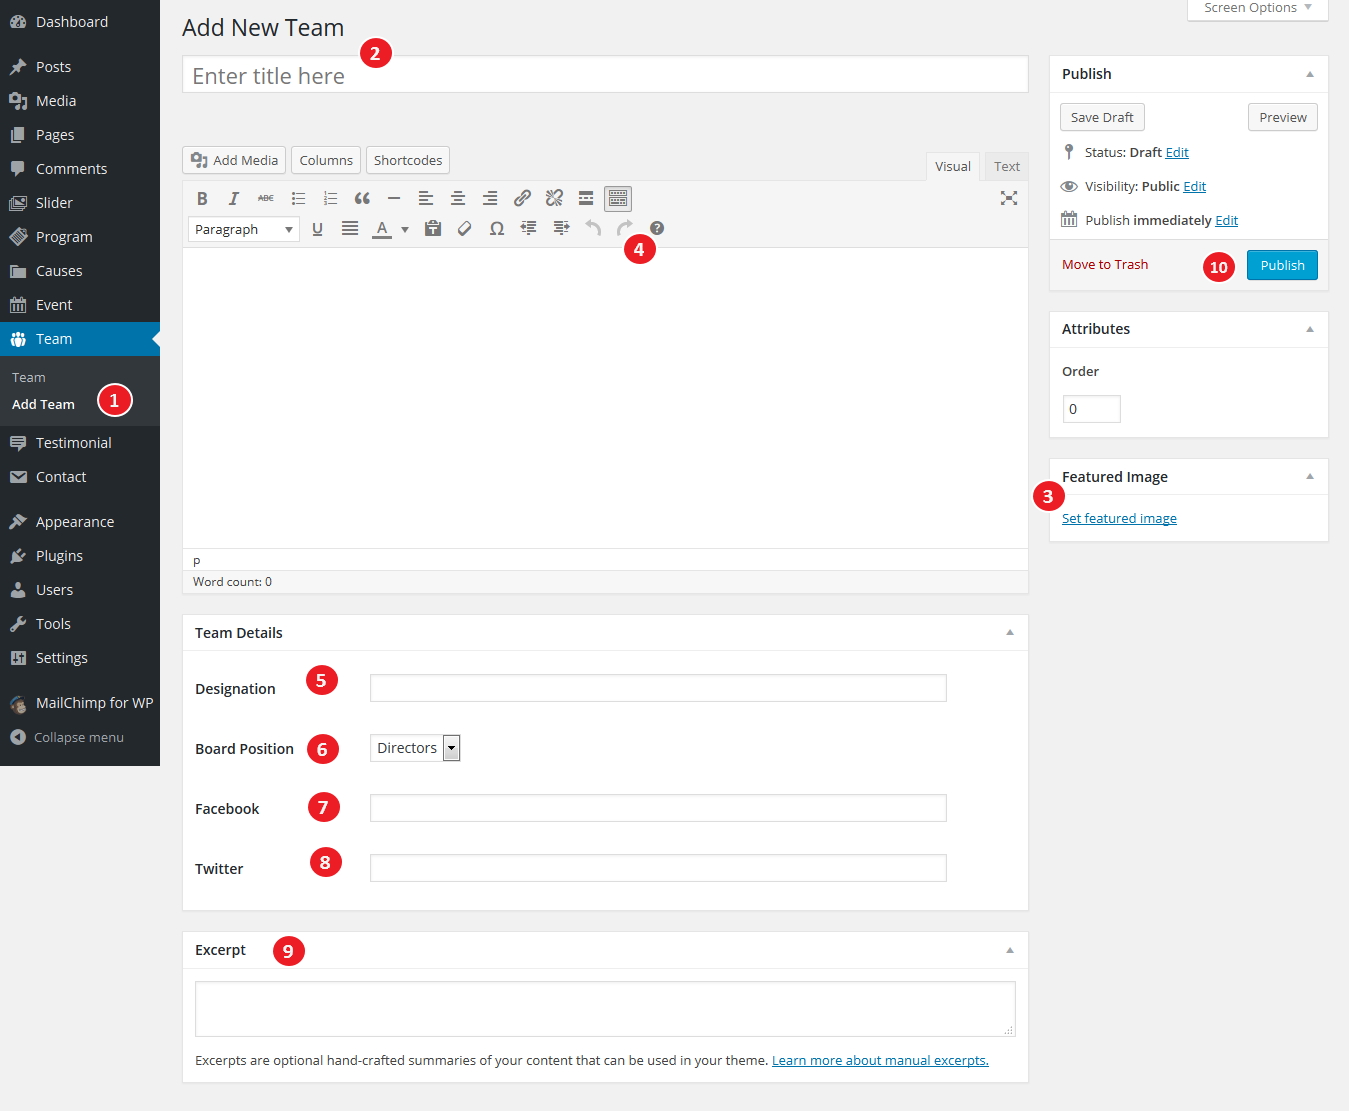 Dashboard
Posts
Media
Pages
Comments
Slider
Program
Causes
Event
Team
Team
Add Team
1
Testimonial
Contact
Appearance
Plugins
Users
Tools
Settings
MailChimp for WP
Collapse menu
Screen Options
Add New Team
2
Enter title here
Add Media Columns Shortcodes
Visual Text
B I ABC
Paragraph U A Ω ?
4
p
Word count: 0
Team Details
Designation 5
Board Position 6 Directors
Facebook 7
Twitter 8
Excerpt 9
Excerpts are optional hand-crafted summaries of your content that can be used in your theme. Learn more about manual excerpts.
Publish
Save Draft Preview
Status: Draft Edit
Visibility: Public Edit
Publish immediately Edit
Move to Trash 10 Publish
Attributes
Order
0
Featured Image
3
Set featured image